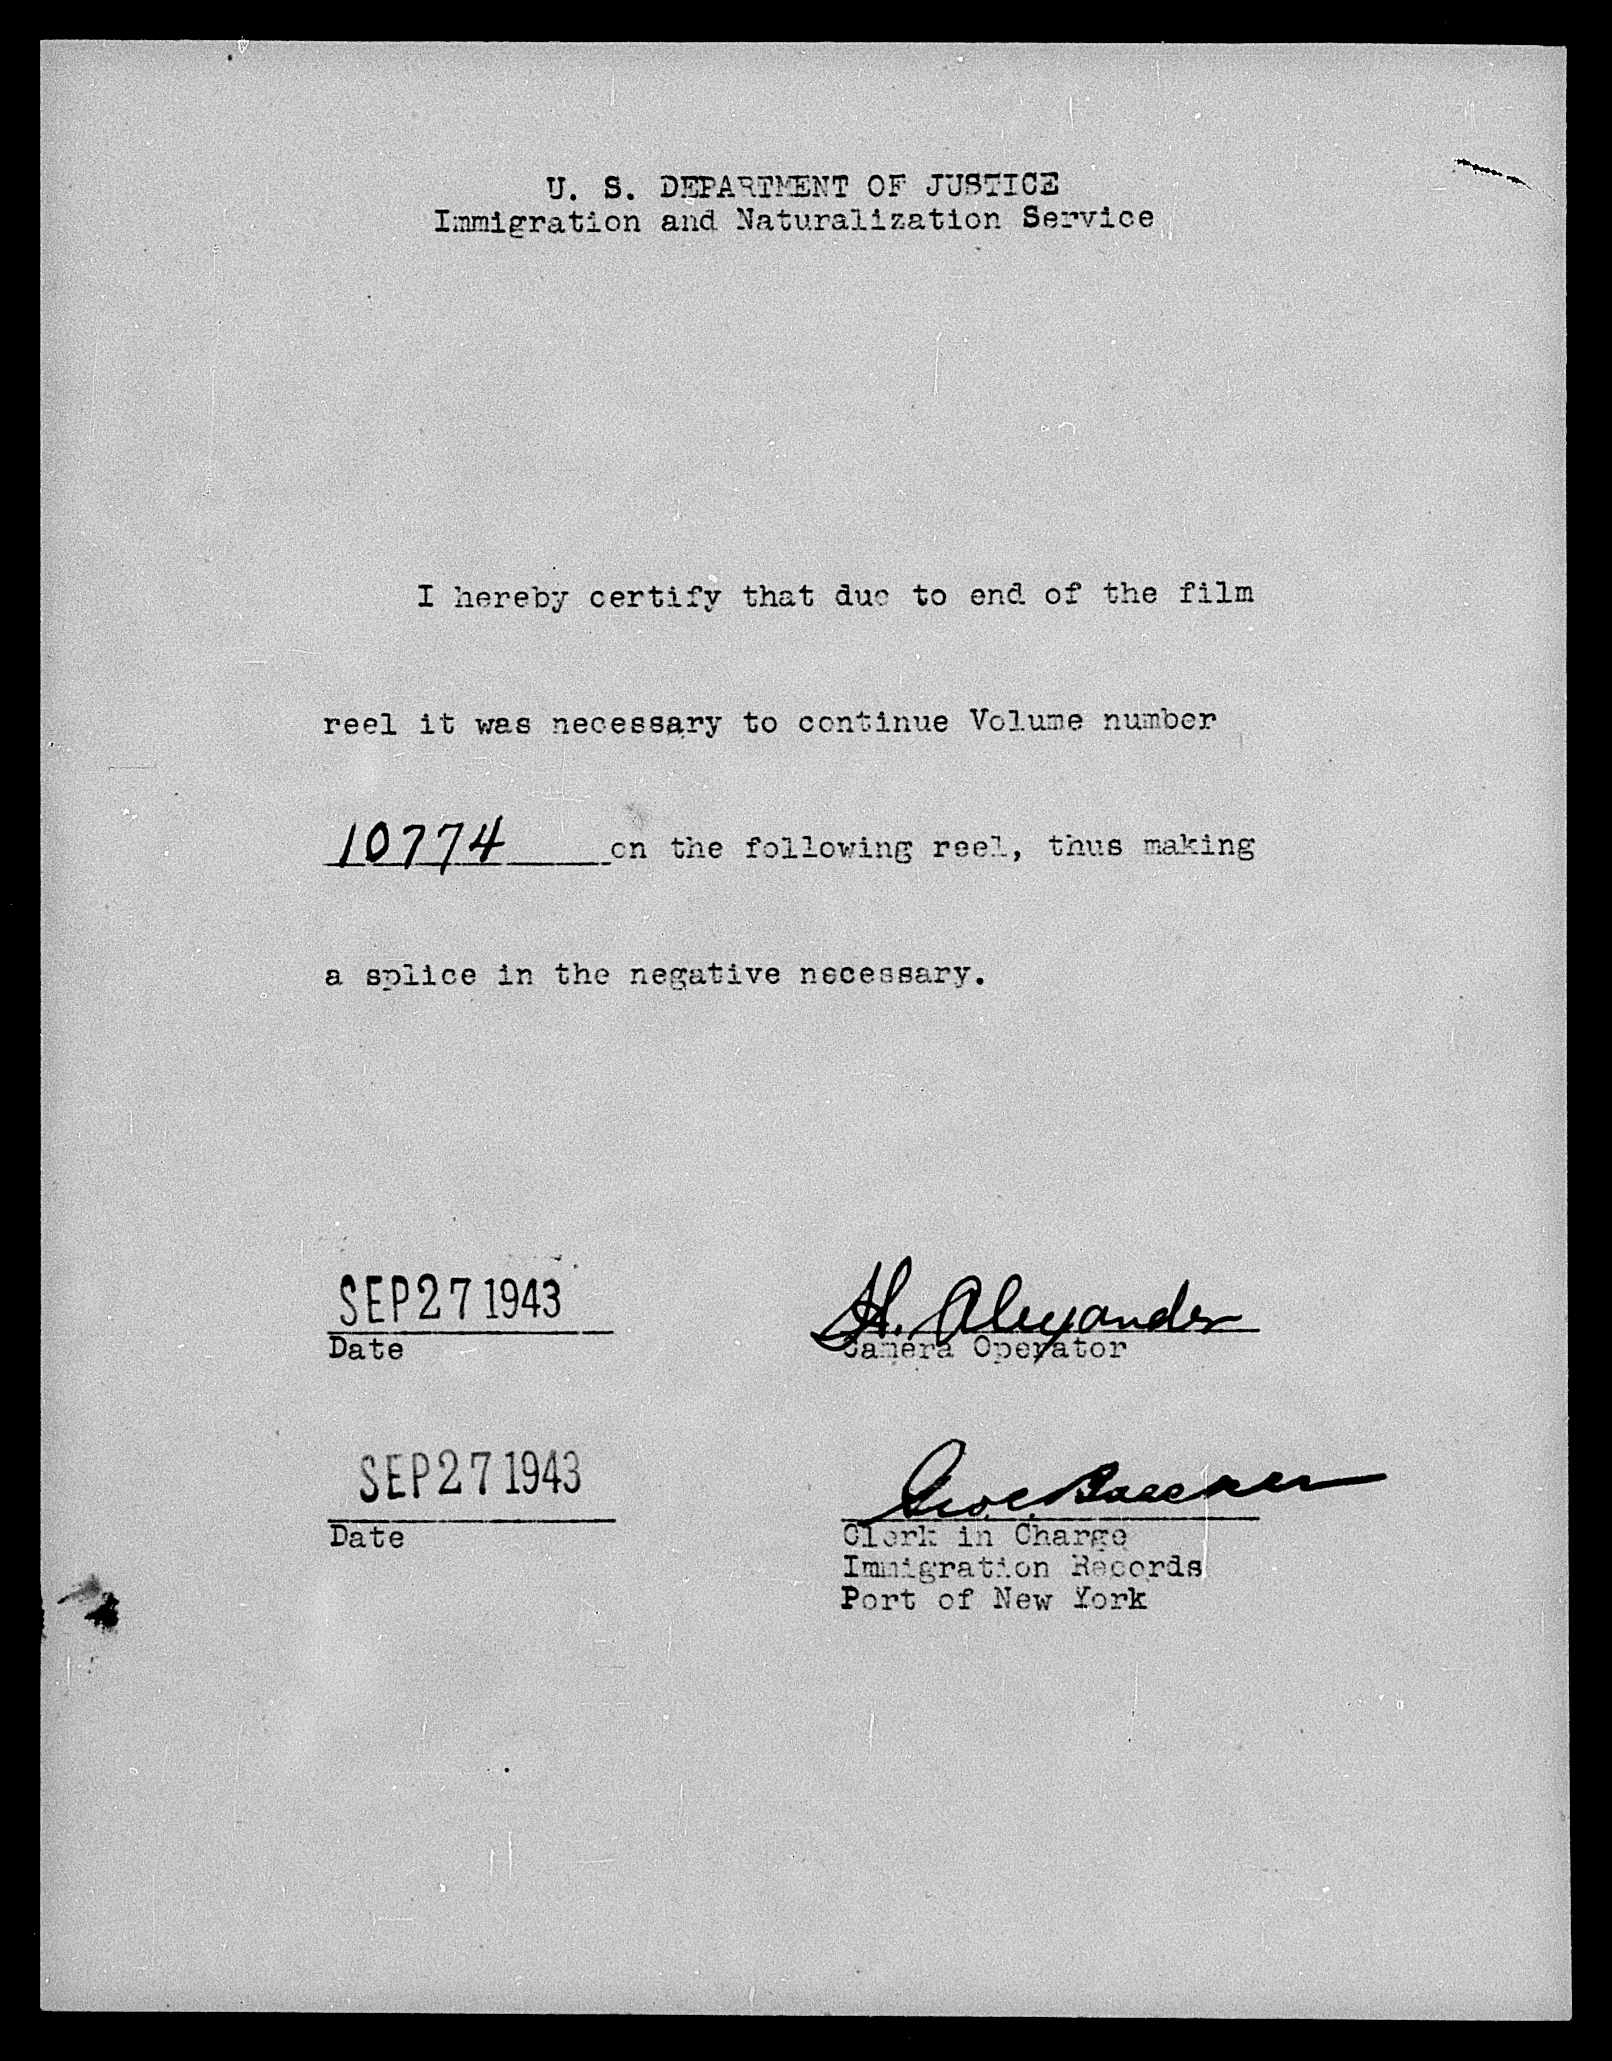 U. S. DEPARTMENT OF JUSTICE
Immigration and Naturalization Service
I hereby certify that due to end of the film
reel it was necessary to continue Volume number
10774 on the following reel, thus making
a splice in the negative necessary.
SEP 27 1943 H. Alexander
Date Camera Operator
SEP 27 1943 Geo. C.
Date Clerk in Charge
Immigration Records
Port of New York